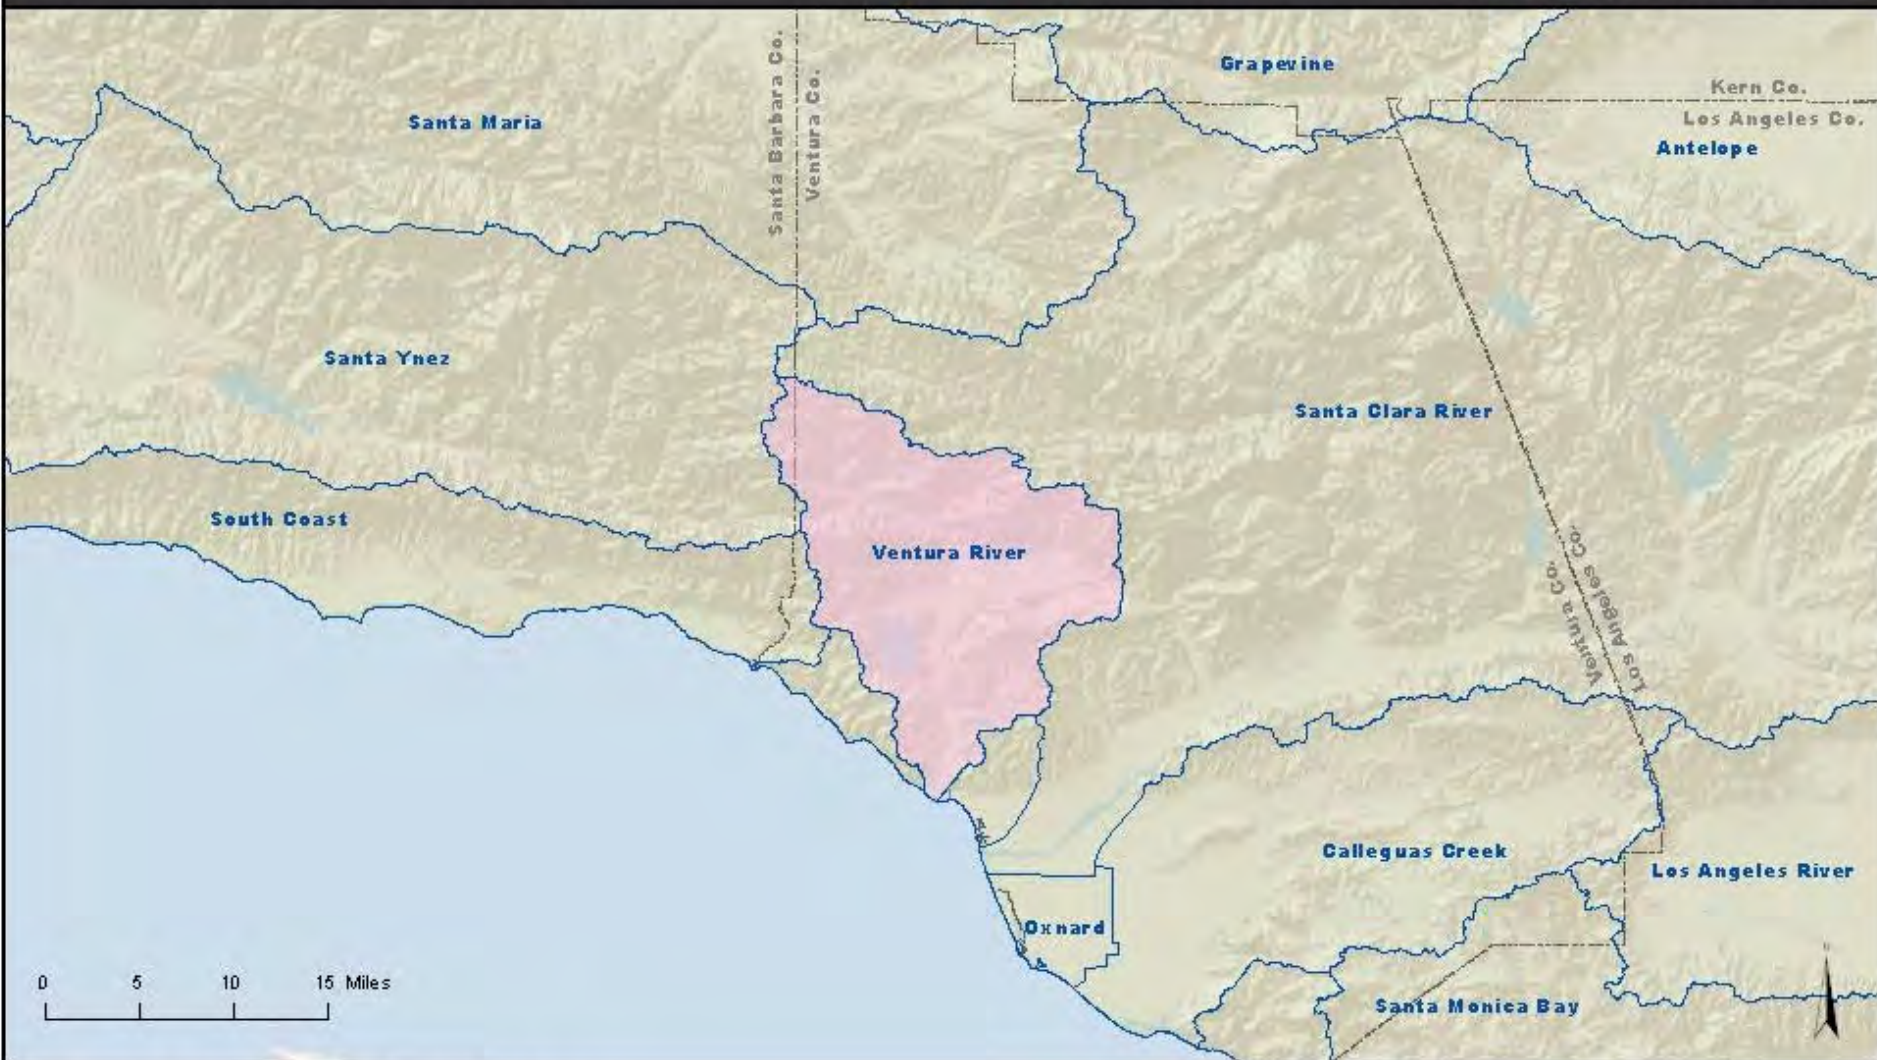 Grapevine
Kern Co.
Los Angeles Co.
Antelope
Santa Maria
Santa Barbara Co.
Ventura Co.
Santa Ynez
Santa Clara River
South Coast
Ventura River
Ventura Co.
Los Angeles Co.
Calleguas Creek
Los Angeles River
Oxnard
Santa Monica Bay
0 5 10 15 Miles